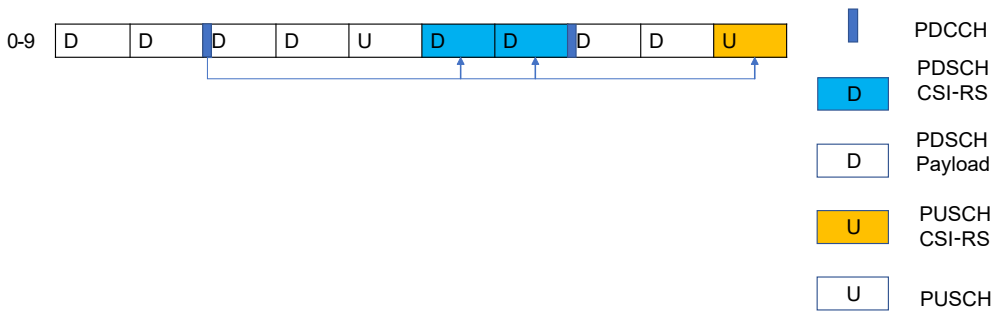 0-9 D D D D U D D D D U
PDCCH
D PDSCH
CSI-RS
D PDSCH
Payload
U PUSCH
CSI-RS
U PUSCH